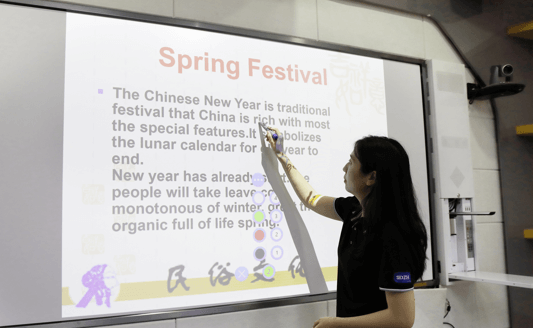 Spring Festival
The Chinese New Year is traditional
festival that China is rich with most
the special features.It
the lunar calendar for year to
end.
New year has already
people will take leave
monotonous of winter,
organic full of life spring.
民俗文